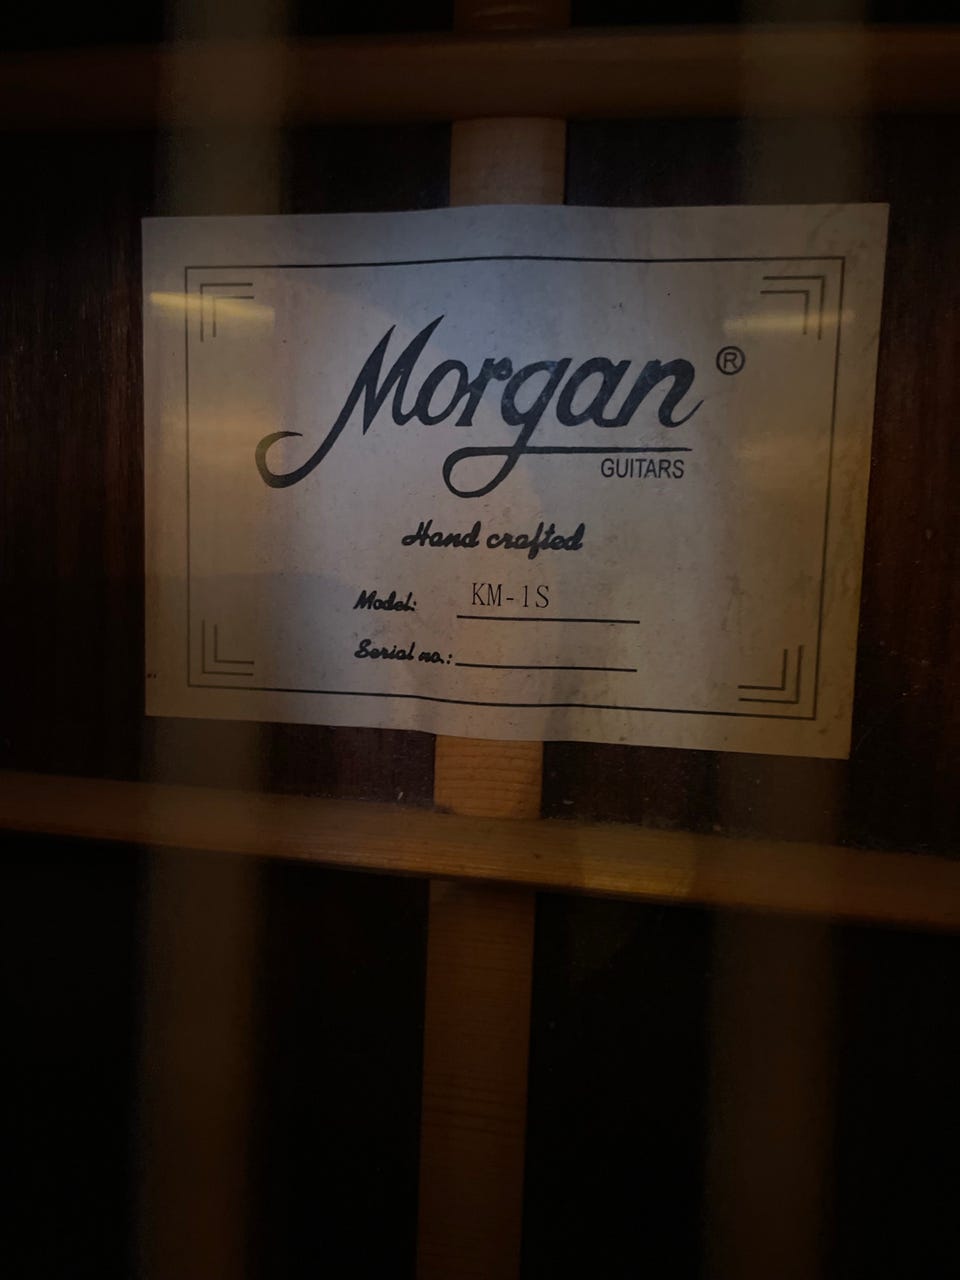 Morgan ®
GUITARS
Hand crafted
Model: KM-1S
Serial no.: